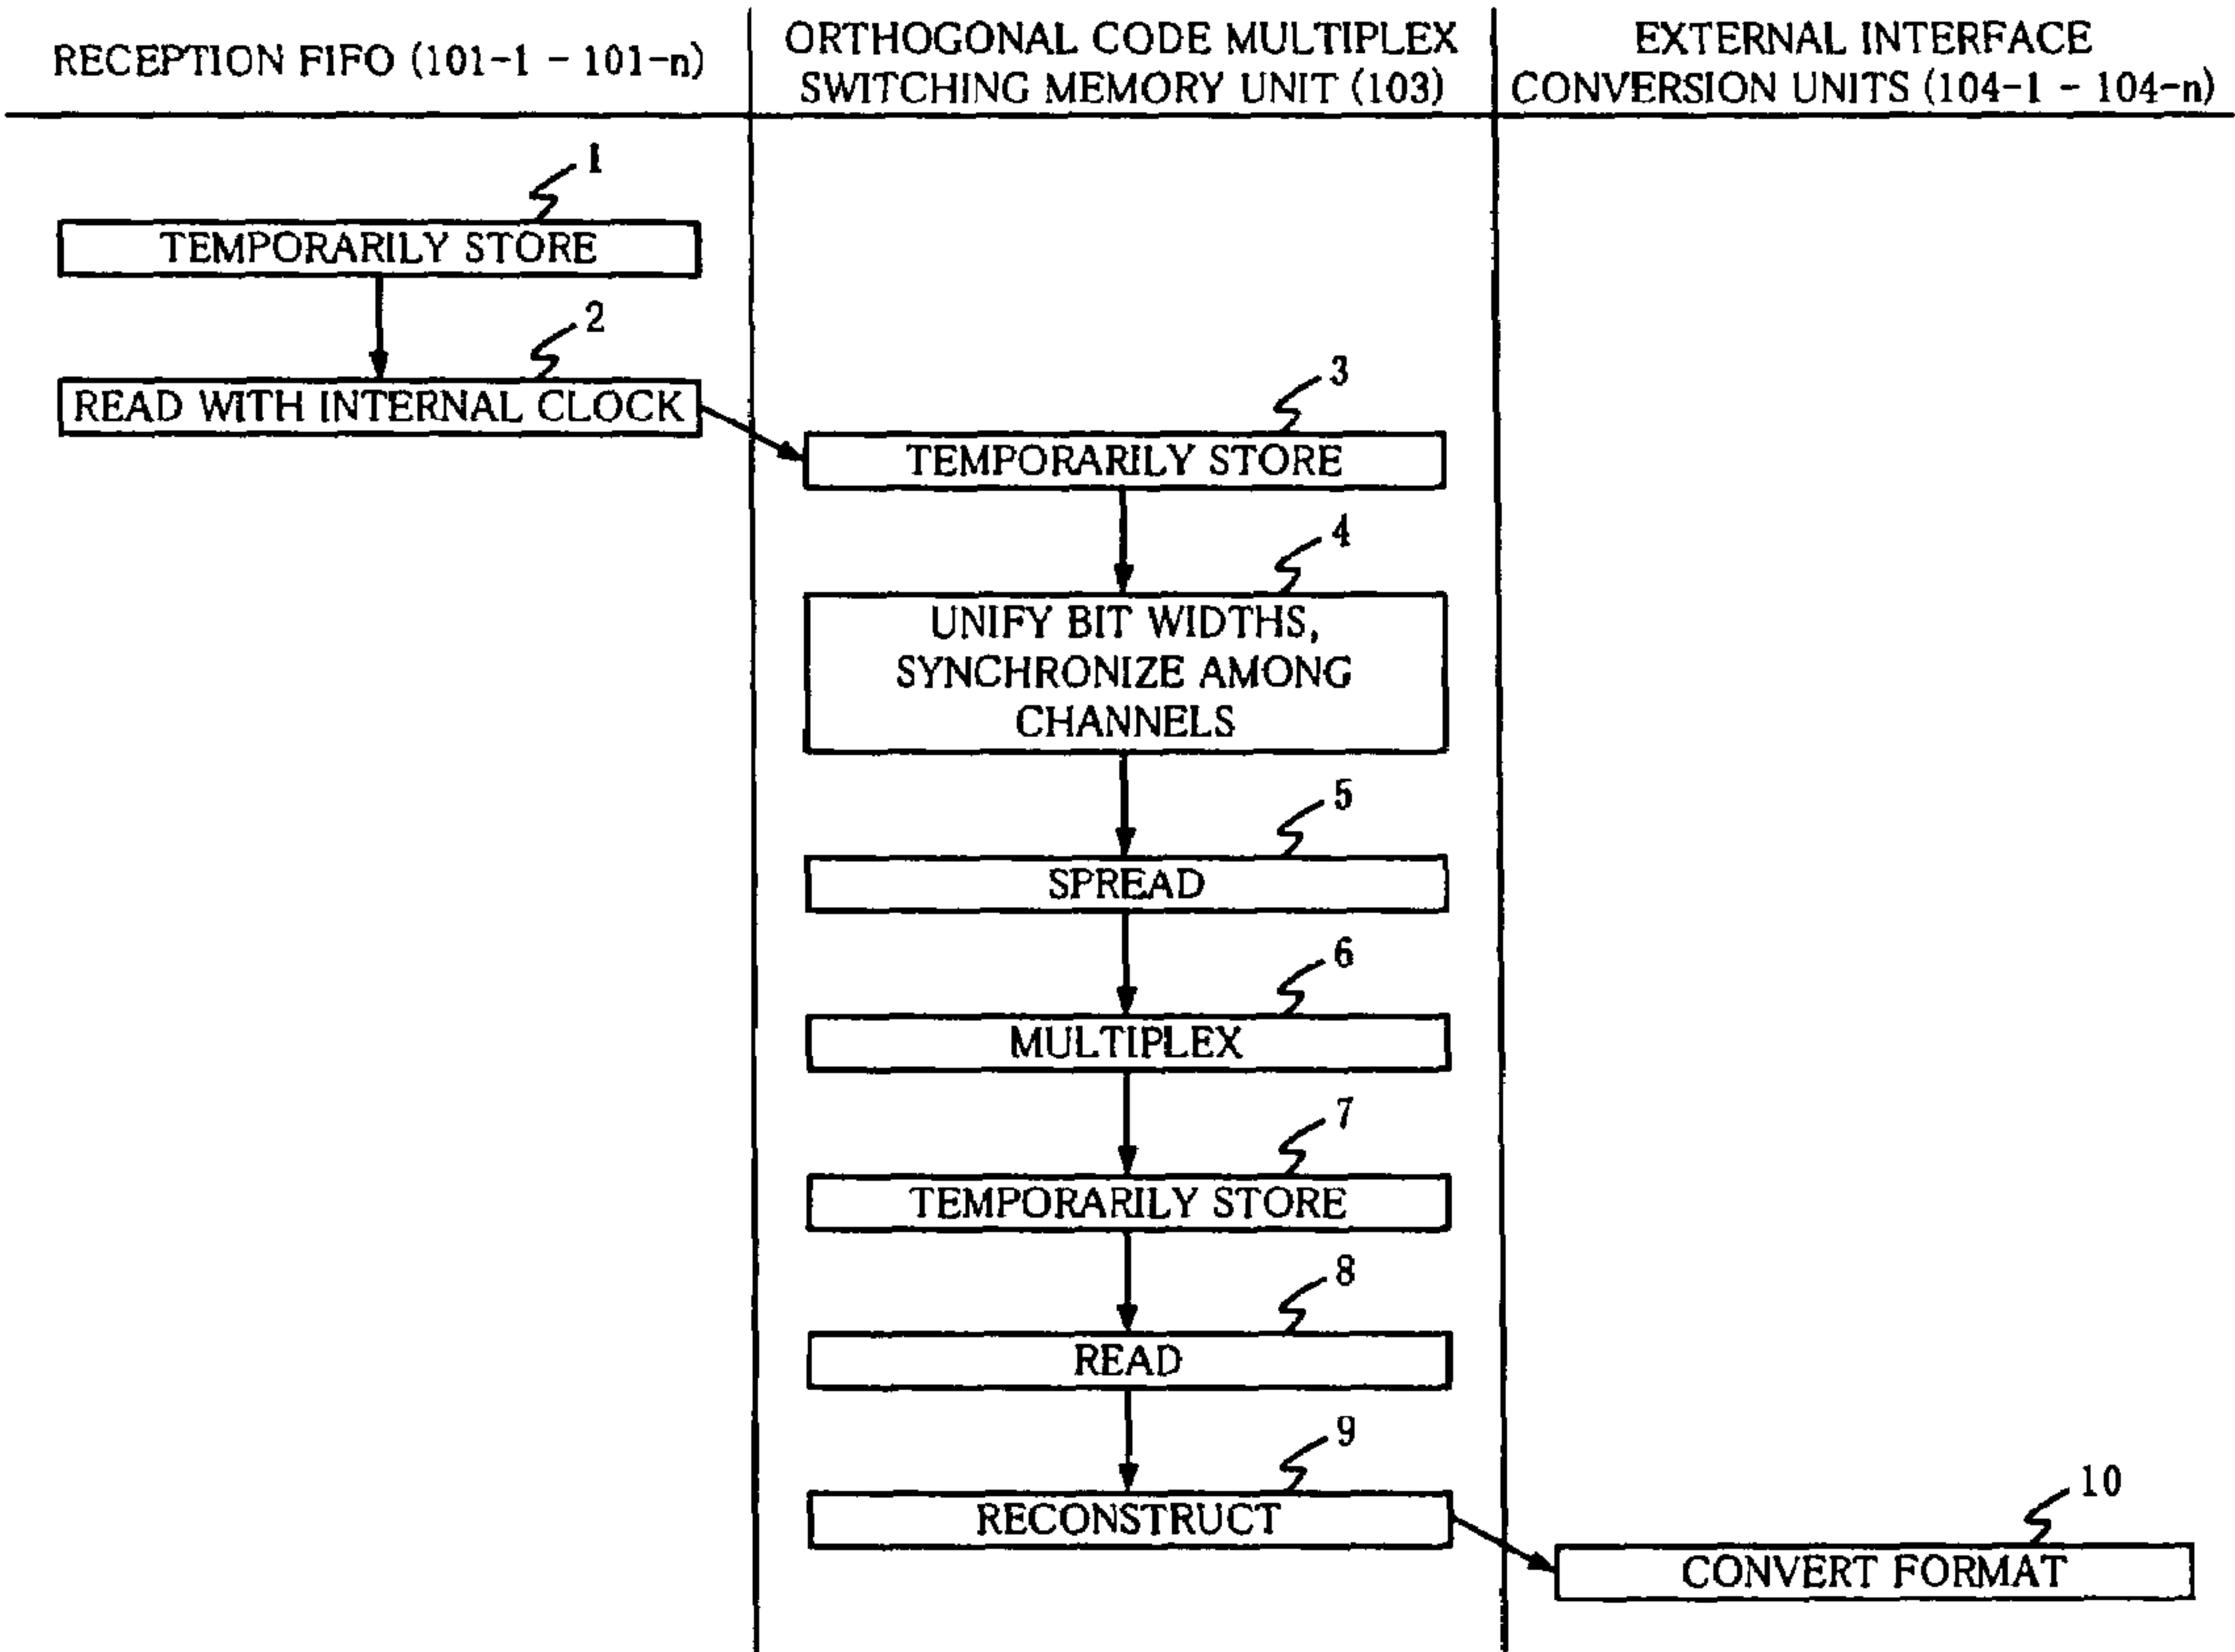 RECEPTION FIFO (101-1 - 101-n)
ORTHOGONAL CODE MULTIPLEX
SWITCHING MEMORY UNIT (103)
EXTERNAL INTERFACE
CONVERSION UNITS (104-1 - 104-n)
1
TEMPORARILY STORE
2
READ WITH INTERNAL CLOCK
3
TEMPORARILY STORE
4
UNIFY BIT WIDTHS,
SYNCHRONIZE AMONG
CHANNELS
5
SPREAD
6
MULTIPLEX
7
TEMPORARILY STORE
8
READ
9
RECONSTRUCT
10
CONVERT FORMAT